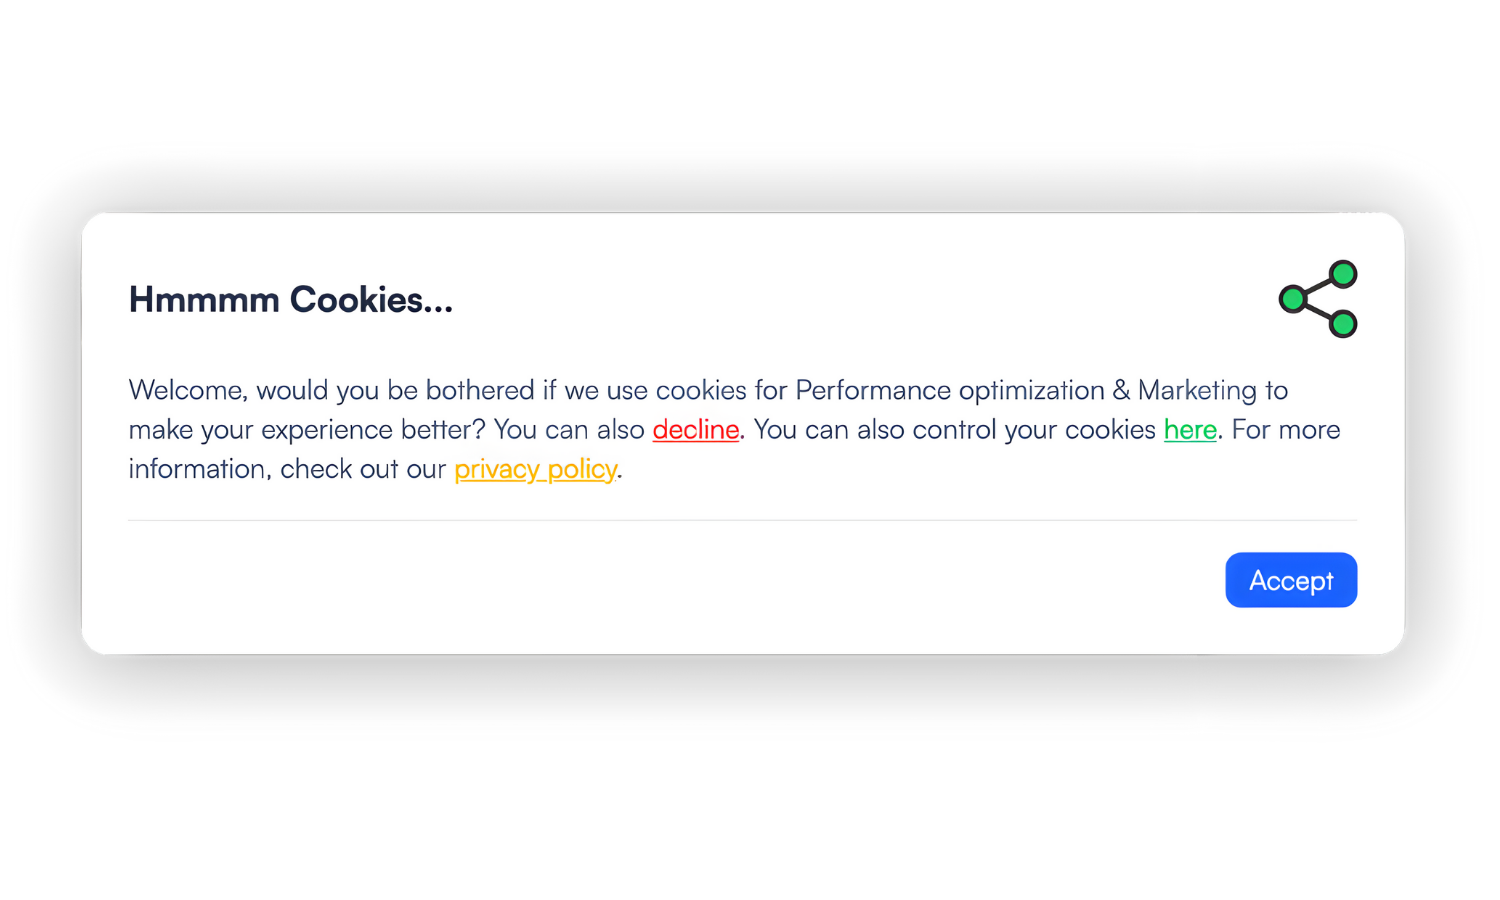 Hmmmm Cookies...
Welcome, would you be bothered if we use cookies for Performance optimization & Marketing to
make your experience better? You can also decline. You can also control your cookies here. For more
information, check out our privacy policy.
Accept